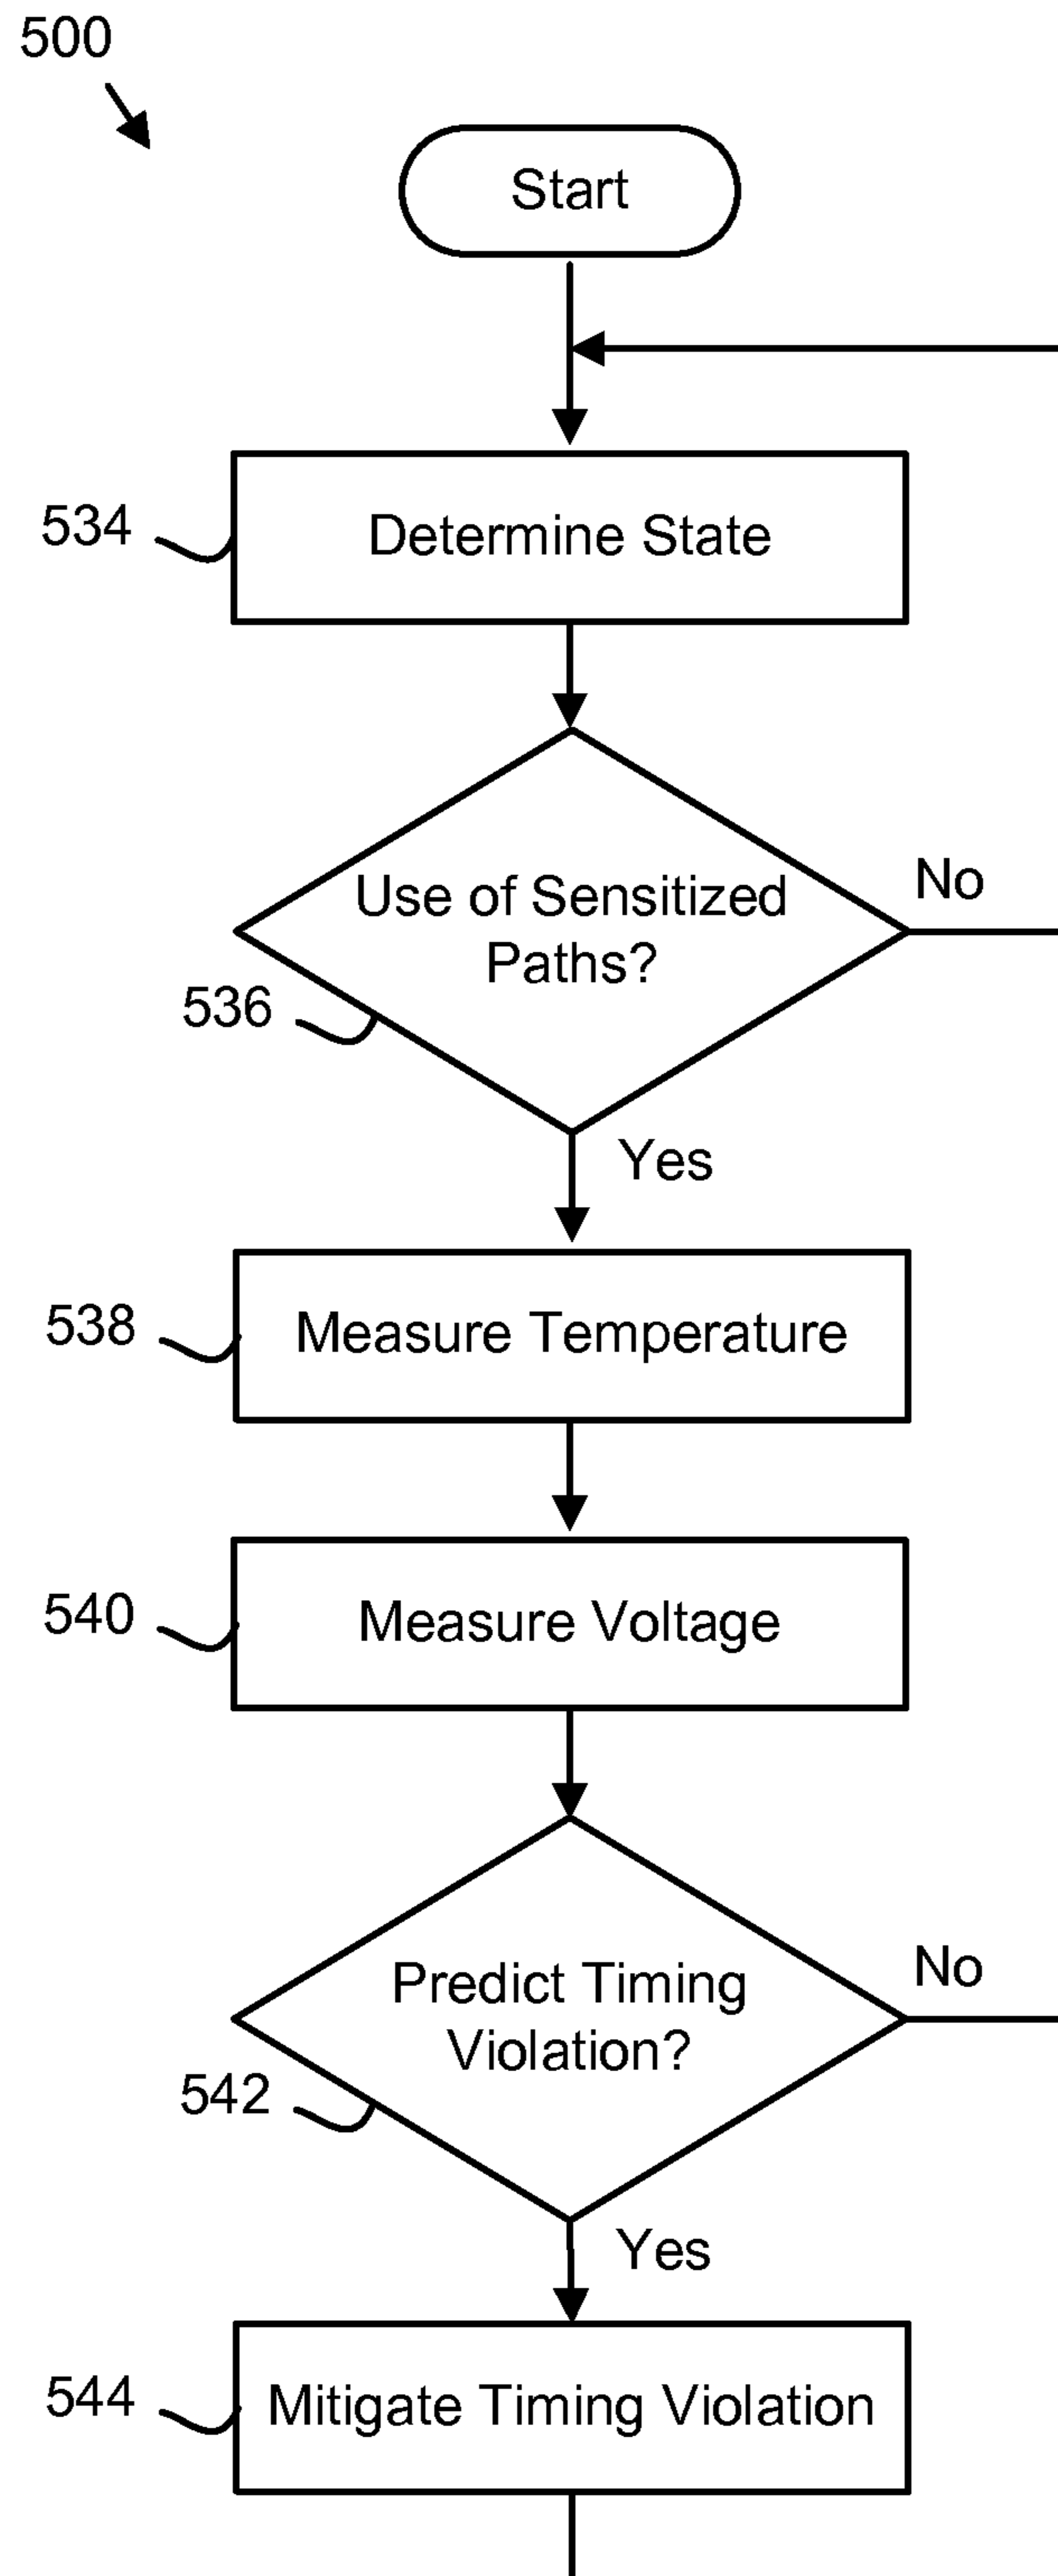 500
Start
534
Determine State
Use of Sensitized
Paths?
No
536
Yes
538
Measure Temperature
540
Measure Voltage
Predict Timing
Violation?
No
542
Yes
544
Mitigate Timing Violation